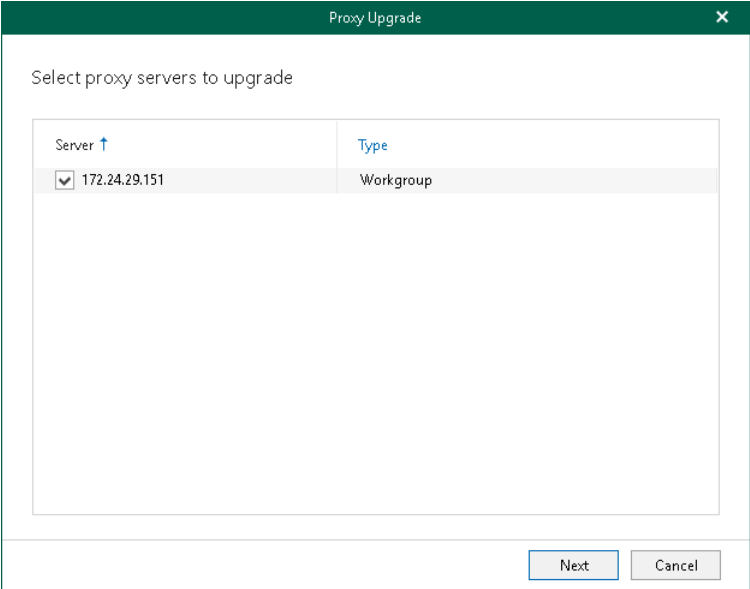 Proxy Upgrade
Select proxy servers to upgrade
Server Type
172.24.29.151 Workgroup
Next Cancel